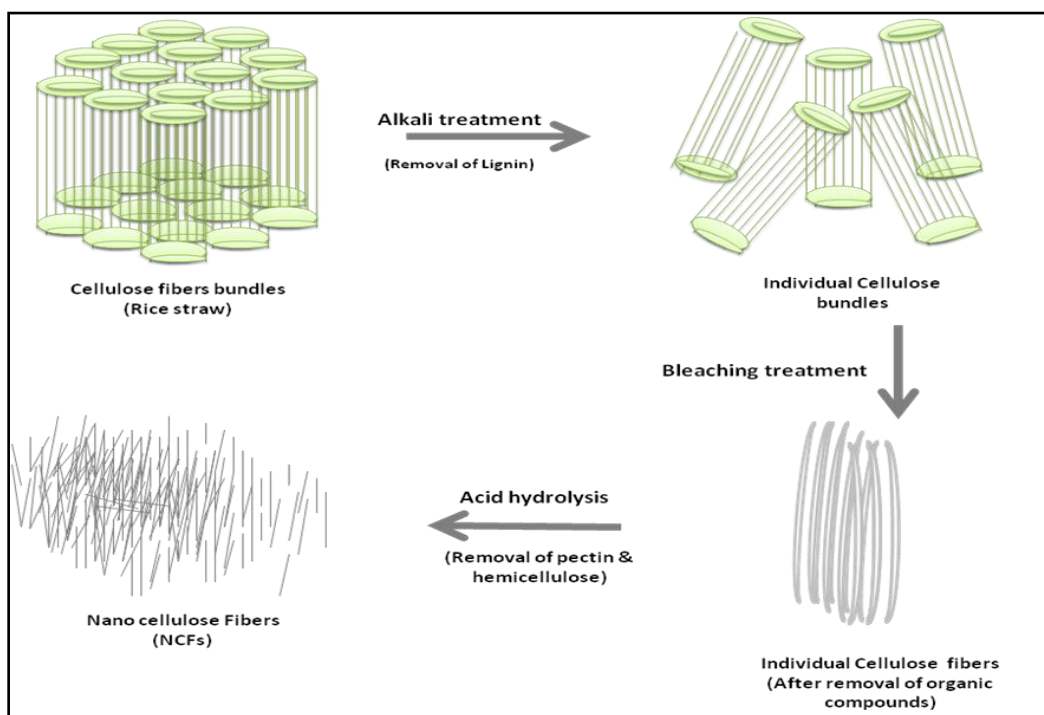 Alkali treatment
(Removal of Lignin)
Cellulose fibers bundles
(Rice straw)
Individual Cellulose
bundles
Bleaching treatment
Acid hydrolysis
(Removal of pectin &
hemicellulose)
Nano cellulose Fibers
(NCFs)
Individual Cellulose fibers
(After removal of organic
compounds)